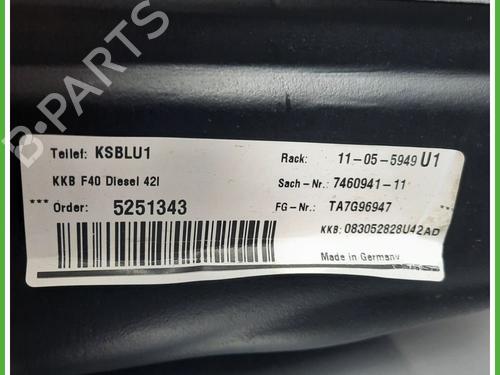 B-PARTS
Teilef: KSBLU1
KKB F40 Diesel 42l
*** Order: 5251343
Rack: 11-05-5949 U1
Sach-Nr.: 7460941-11
FG-Nr.: TA7G96947 ***
KKB: 083052828U42AD
Made in Germany